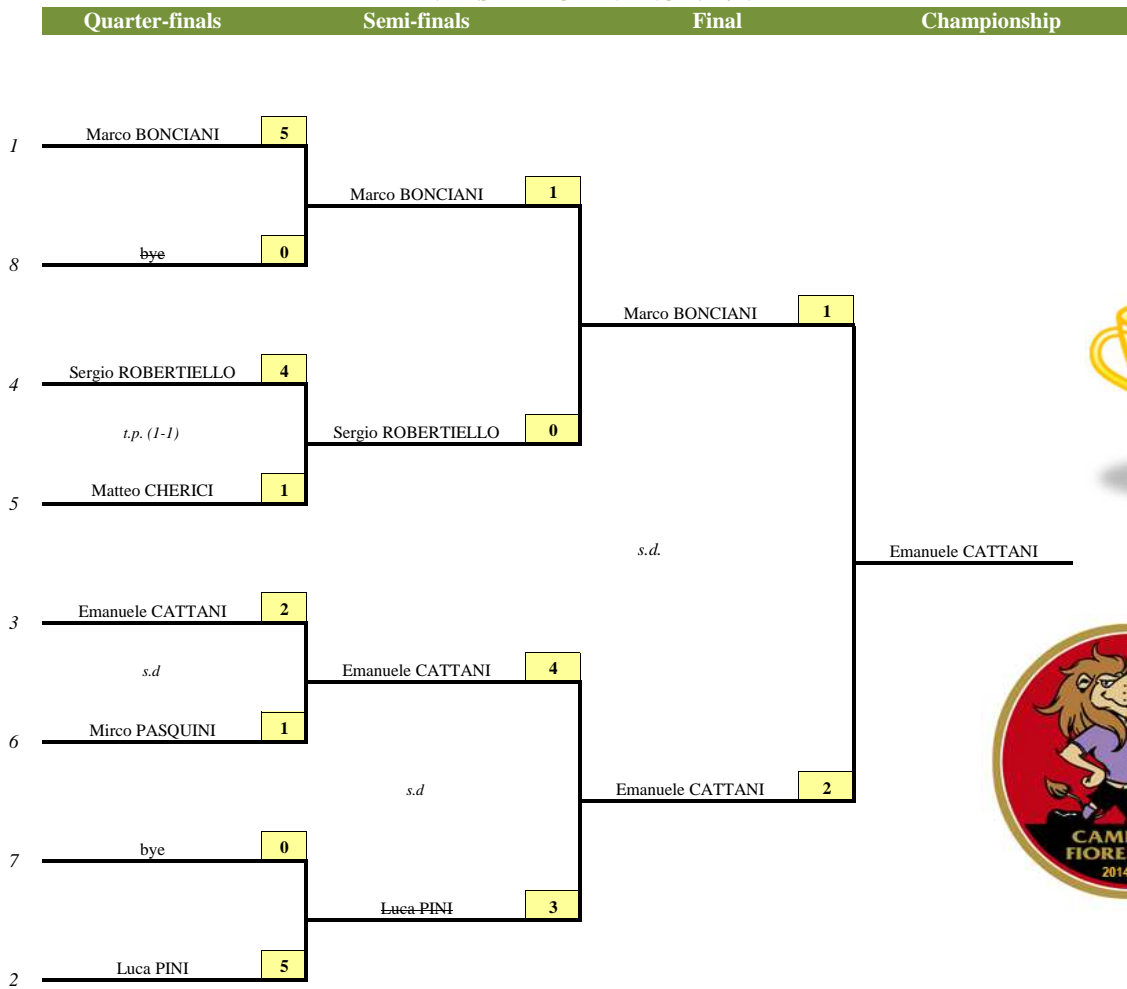 Quarter-finals Semi-finals Final Championship
1 Marco BONCIANI 5
Marco BONCIANI 1
8 bye 0
Marco BONCIANI 1
4 Sergio ROBERTIELLO 4
t.p. (1-1)
Sergio ROBERTIELLO 0
5 Matteo CHERICI 1
s.d.
Emanuele CATTANI
3 Emanuele CATTANI 2
s.d
Emanuele CATTANI 4
6 Mirco PASQUINI 1
s.d
Emanuele CATTANI 2
7 bye 0
Luca PINI 3
2 Luca PINI 5
CAM
FIORE
2014